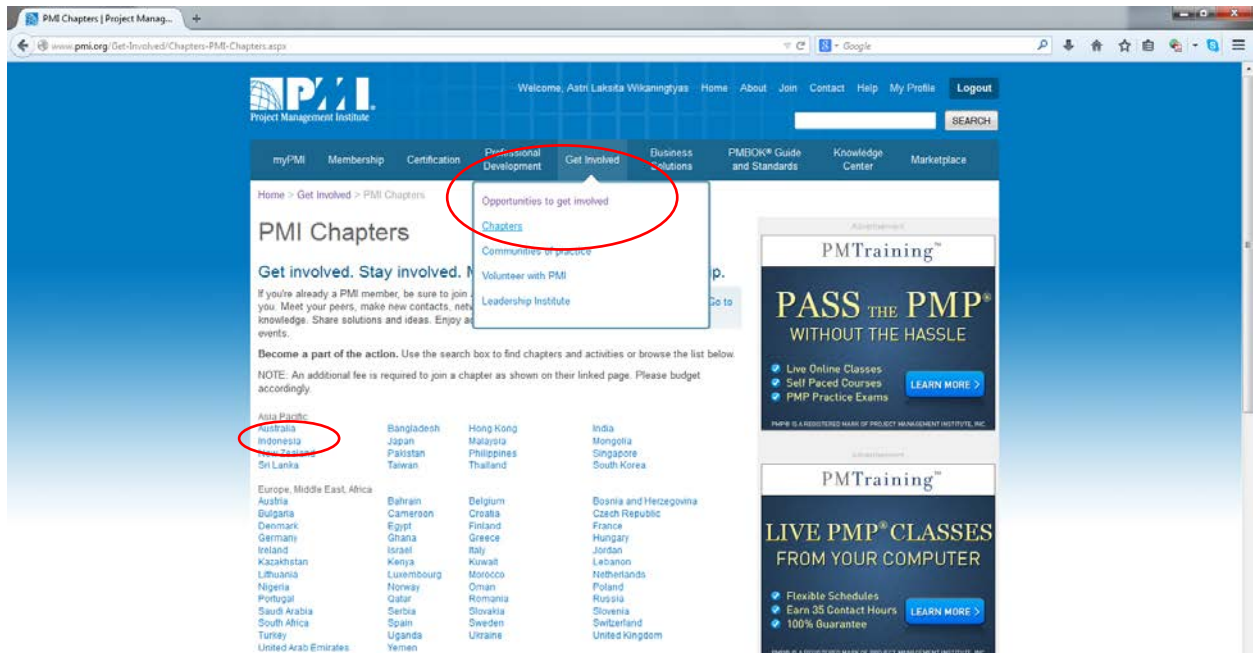 PMI Chapters | Project Manag...
www.pmi.org/Get-Involved/Chapters-PMI-Chapters.aspx
Google
PMI
Project Management Institute
Welcome, Astri Laksita Wikaningtyas Home About Join Contact Help My Profile Logout
SEARCH
myPMI Membership Certification Professional Development Get Involved Business Solutions PMBOK® Guide and Standards Knowledge Center Marketplace
Home > Get Involved > PMI Chapters
Opportunities to get involved
Chapters
Communities of practice
Volunteer with PMI
Leadership Institute
PMI Chapters
Get involved. Stay involved. p.
If you're already a PMI member, be sure to join Go to
you. Meet your peers, make new contacts,
knowledge. Share solutions and ideas. Enjoy
events.
Become a part of the action. Use the search box to find chapters and activities or browse the list below.
NOTE: An additional fee is required to join a chapter as shown on their linked page. Please budget
accordingly.
Asia Pacific
Australia Bangladesh Hong Kong India
Indonesia Japan Malaysia Mongolia
New Zealand Pakistan Philippines Singapore
Sri Lanka Taiwan Thailand South Korea
Europe, Middle East, Africa
Austria Bahrain Belgium Bosnia and Herzegovina
Bulgaria Cameroon Croatia Czech Republic
Denmark Egypt Finland France
Germany Ghana Greece Hungary
Ireland Israel Italy Jordan
Kazakhstan Kenya Kuwait Lebanon
Lithuania Luxembourg Morocco Netherlands
Nigeria Norway Oman Poland
Portugal Qatar Romania Russia
Saudi Arabia Serbia Slovakia Slovenia
South Africa Spain Sweden Switzerland
Turkey Uganda Ukraine United Kingdom
United Arab Emirates Yemen
Advertisement
PMTraining™
PASS THE PMP®
WITHOUT THE HASSLE
Live Online Classes
Self Paced Courses
PMP Practice Exams
LEARN MORE >
PMP® IS A REGISTERED MARK OF PROJECT MANAGEMENT INSTITUTE, INC.
Advertisement
PMTraining™
LIVE PMP® CLASSES
FROM YOUR COMPUTER
Flexible Schedules
Earn 35 Contact Hours
100% Guarantee
LEARN MORE >